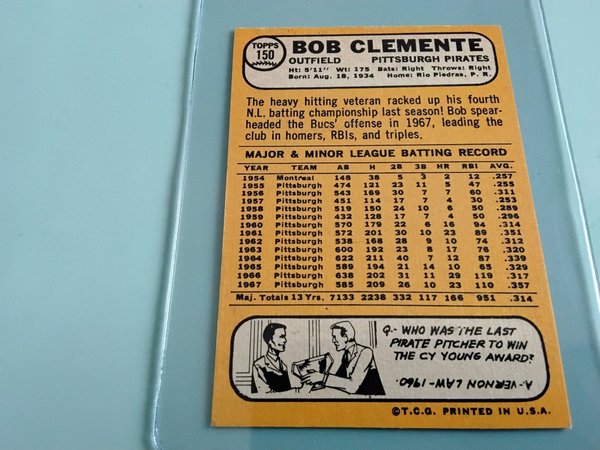 TOPPS
150
BOB CLEMENTE
OUTFIELD PITTSBURGH PIRATES
Ht: 5'11" Wt: 175 Bats: Right Throws: Right
Born: Aug. 18, 1934 Home: Rio Piedras, P. R.
The heavy hitting veteran racked up his fourth
N.L. batting championship last season! Bob spear-
headed the Bucs' offense in 1967, leading the
club in homers, RBIs, and triples.
MAJOR & MINOR LEAGUE BATTING RECORD
YEAR TEAM AB H 2B 3B HR RBI AVG.
1954 Montreal 148 38 5 3 2 12 .257
1955 Pittsburgh 474 121 23 11 5 47 .255
1956 Pittsburgh 543 169 30 7 7 60 .311
1957 Pittsburgh 451 114 17 7 4 30 .253
1958 Pittsburgh 519 150 24 10 6 50 .289
1959 Pittsburgh 432 128 17 7 4 50 .296
1960 Pittsburgh 570 179 22 6 16 94 .314
1961 Pittsburgh 572 201 30 10 23 89 .351
1962 Pittsburgh 538 168 28 9 10 74 .312
1963 Pittsburgh 600 192 23 8 17 76 .320
1964 Pittsburgh 622 211 40 7 12 87 .339
1965 Pittsburgh 589 194 21 14 10 65 .329
1966 Pittsburgh 638 202 31 11 29 119 .317
1967 Pittsburgh 585 209 26 10 23 110 .357
Maj. Totals 13 Yrs. 7133 2238 332 117 166 951 .314
Q.- WHO WAS THE LAST
PIRATE PITCHER TO WIN
THE CY YOUNG AWARD?
A.- VERNON LAW-1960.
©T.C.G. PRINTED IN U.S.A.